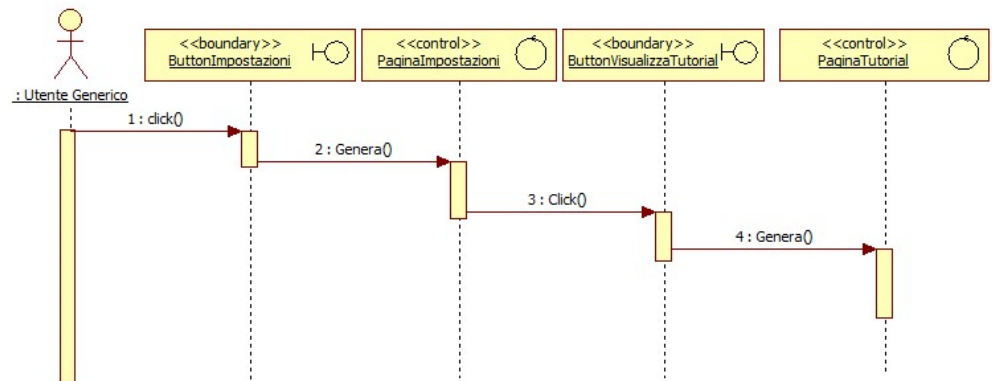 <<boundary>>
ButtonImpostazioni
<<control>>
PaginaImpostazioni
<<boundary>>
ButtonVisualizzaTutorial
<<control>>
PaginaTutorial
: Utente Generico
1 : click()
2 : Genera()
3 : Click()
4 : Genera()